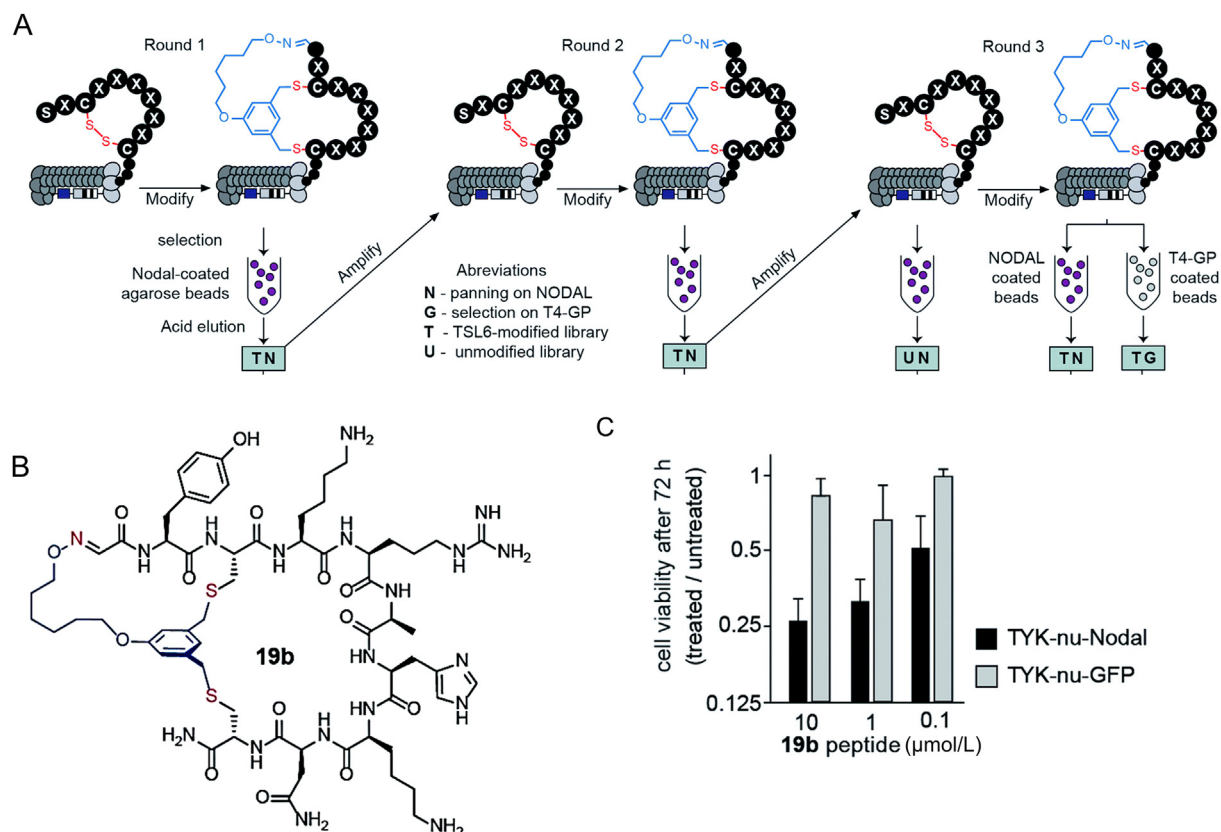 A
Round 1
Round 2
Round 3
O N
O N
S X C X X X X X X X
S S C
X
S C X X X X X X X
O S C
S X C X X X X X X X
S S C
X
S C X X X X X X X
O S C
S X C X X X X X X X
S S C
X
S C X X X X X X X
O S C
O N
Modify
Modify
Modify
selection
Nodal-coated
agarose beads
Acid elution
TN
Amplify
Abreviations
N - panning on NODAL
G - selection on T4-GP
T - TSL6-modified library
U - unmodified library
TN
Amplify
UN
NODAL
coated
beads
T4-GP
coated
beads
TN
TG
B
OH
NH2
O N O N H O H N O N H O H N NH NH2
S O N H
O
O
S
19b
H N O
N
N H
H2N O N H O H N O N H
O NH2
NH2
C
cell viability after 72 h
(treated / untreated)
1
0.5
0.25
0.125
10 1 0.1
19b peptide (µmol/L)
TYK-nu-Nodal
TYK-nu-GFP